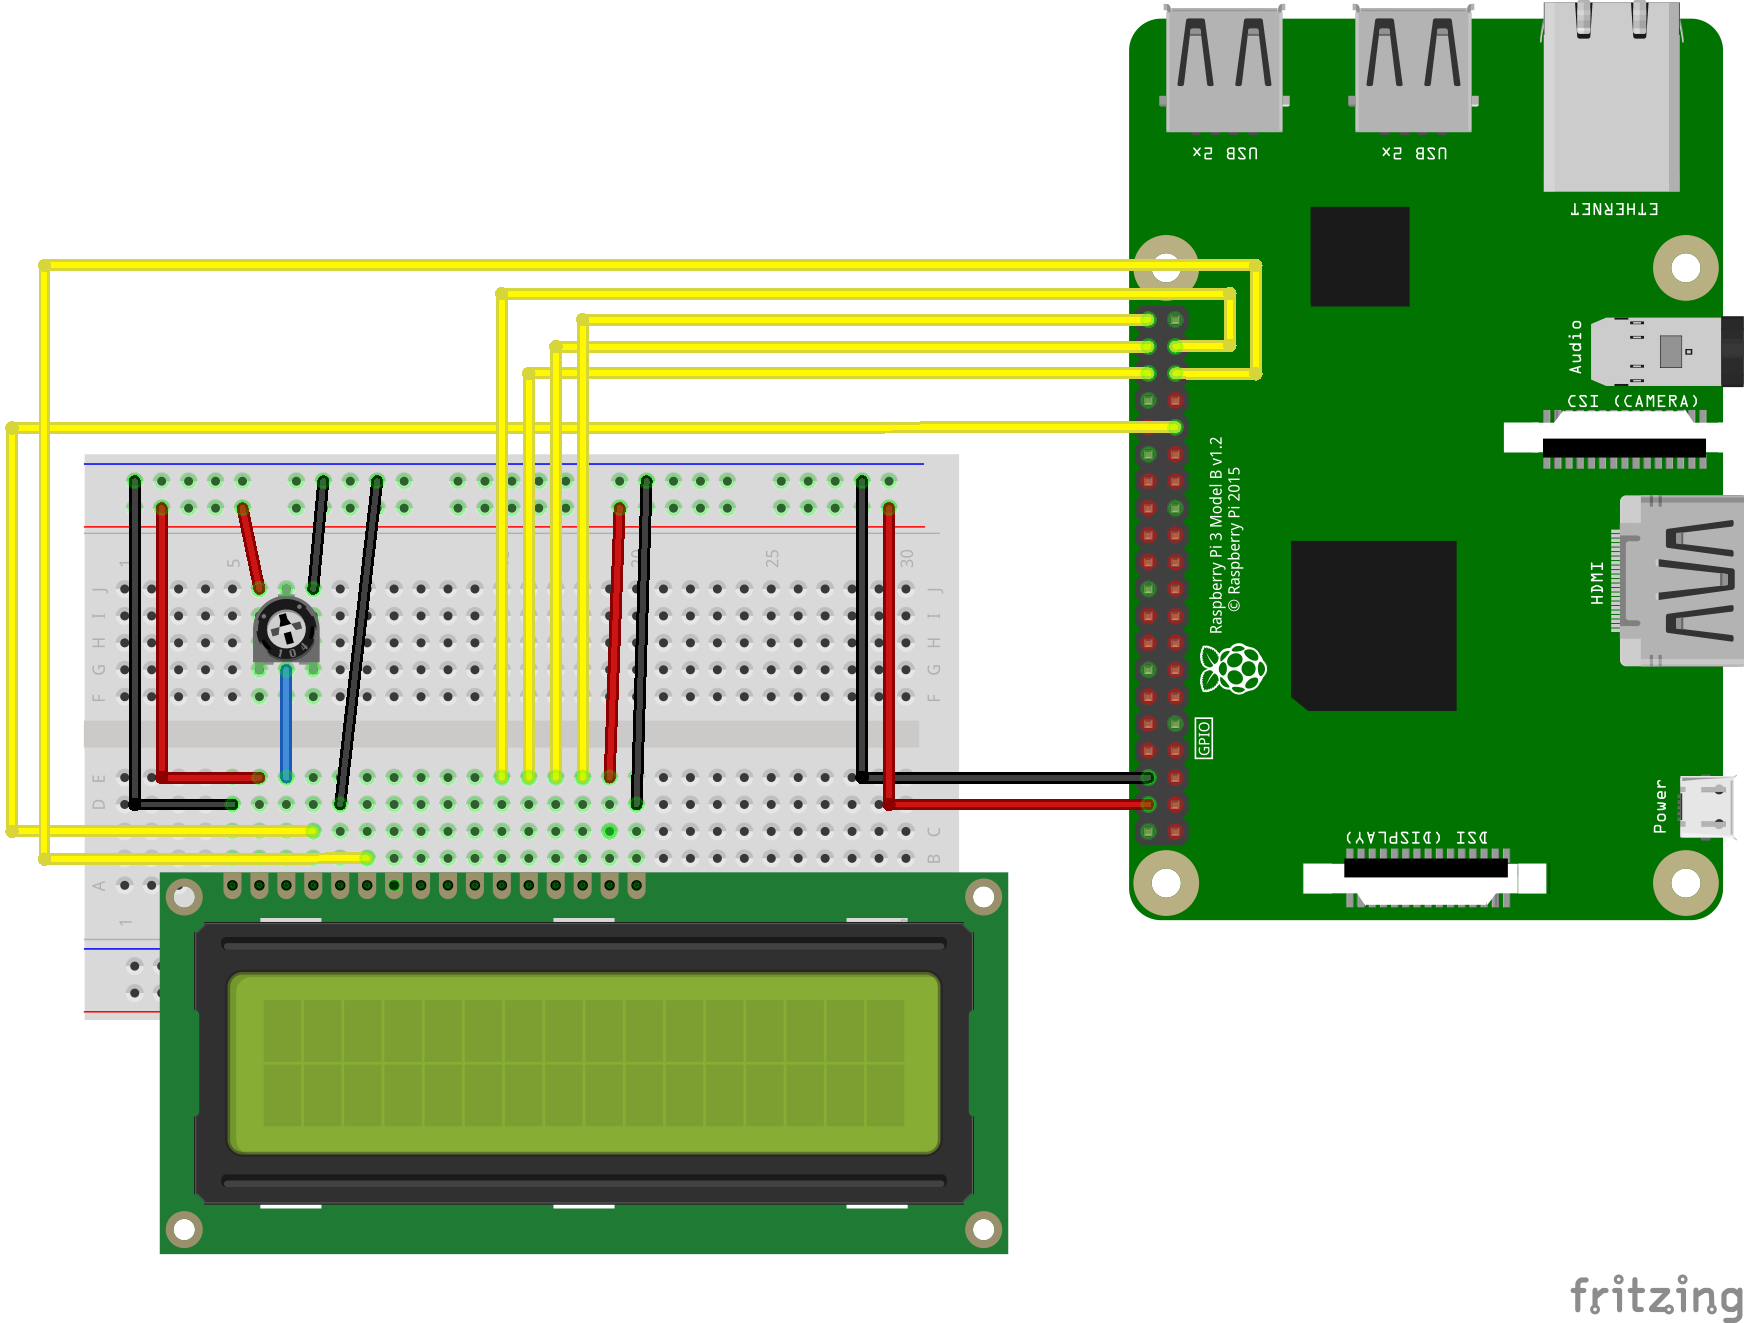 USB 2x
USB 2x
ETHERNET
Audio
CSI (CAMERA)
Raspberry Pi 3 Model B v1.2
© Raspberry Pi 2015
HDMI
GPIO
Power
DSI (DISPLAY)
1
5
25
30
J
J
I
I
H
H
G
G
F
F
104
E
D
C
B
A
1
fritzing